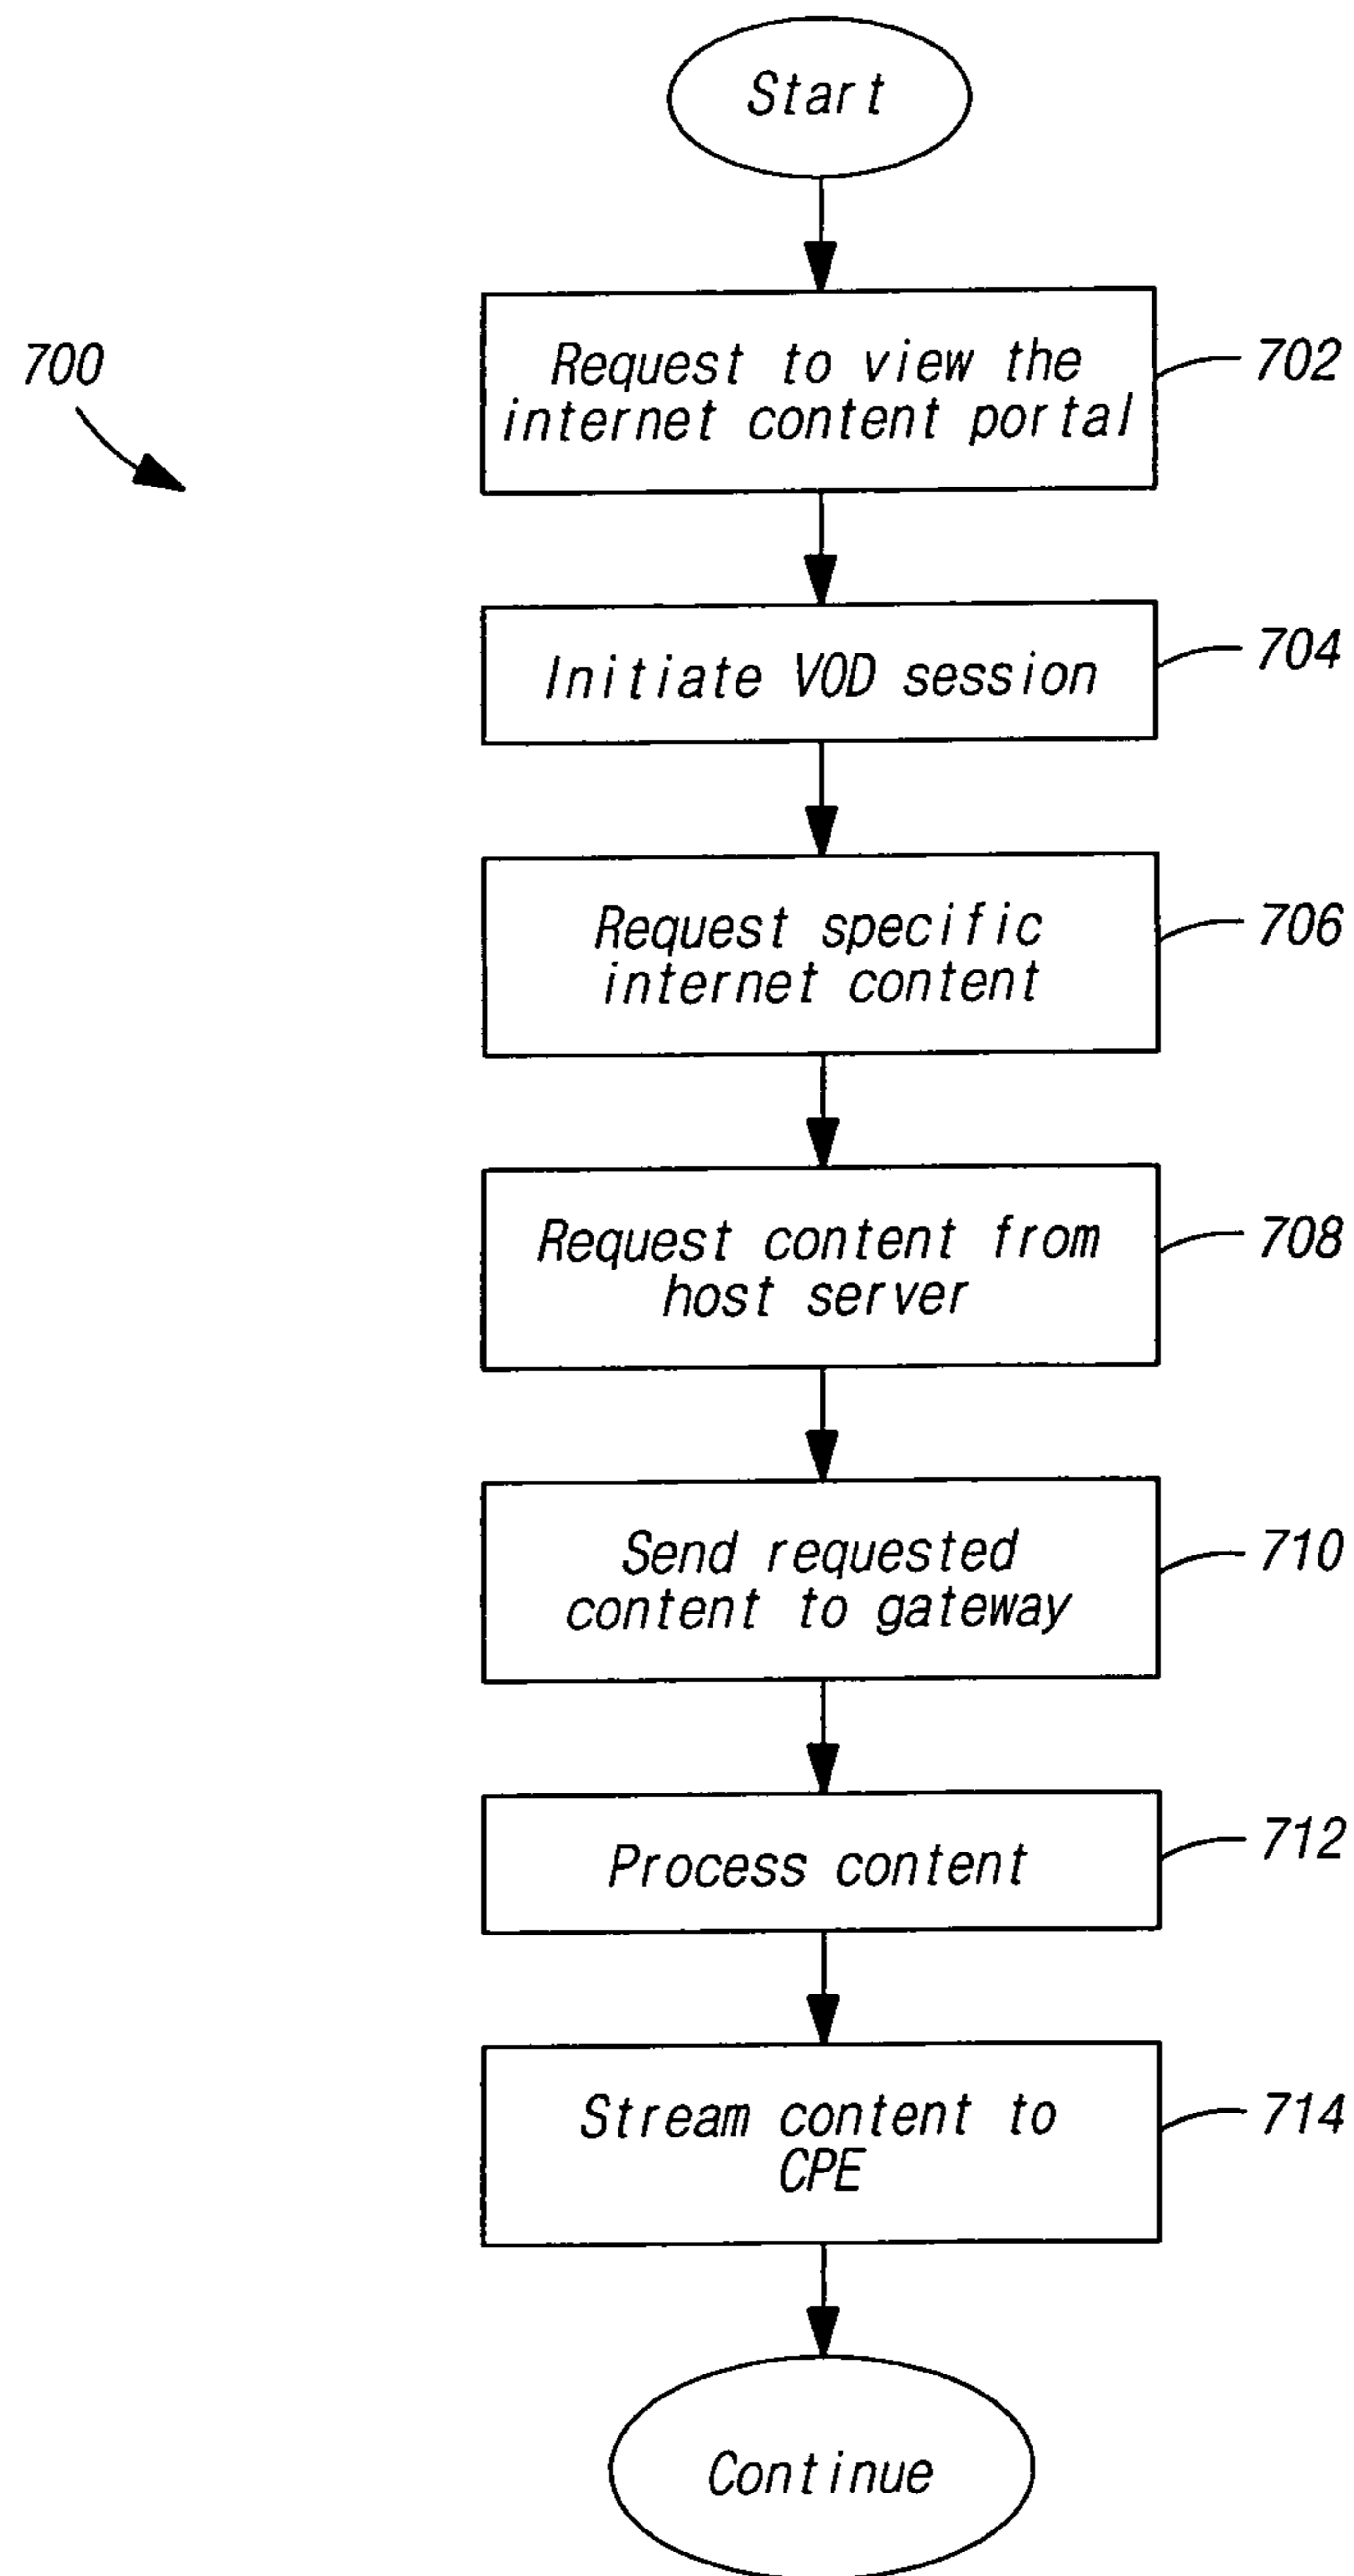 Start
700
Request to view the
internet content portal
702
Initiate VOD session
704
Request specific
internet content
706
Request content from
host server
708
Send requested
content to gateway
710
Process content
712
Stream content to
CPE
714
Continue